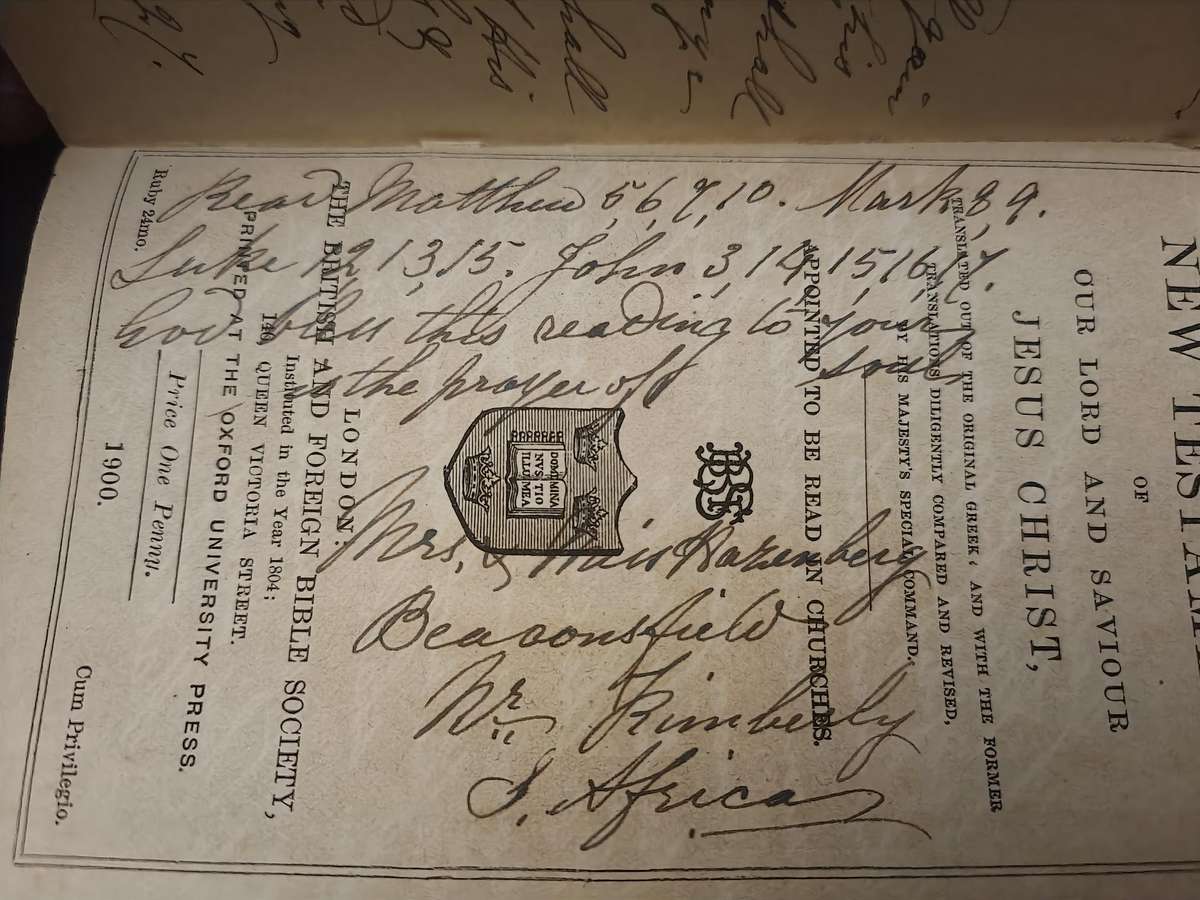 Read Matthew 5, 6, 7, 10. Mark 8, 9.
Luke 12, 13, 15. John 3, 14, 15, 16, 17.
God bless this reading to your
soul
is the prayer of
Mrs. & Miss Hazenberg
Beaconsfield
Nr. Kimberly
S. Africa
NEW
OF
OUR LORD AND SAVIOUR
JESUS CHRIST,
TRANSLATED OUT OF THE ORIGINAL GREEK; AND WITH THE FORMER
TRANSLATIONS DILIGENTLY COMPARED AND REVISED,
BY HIS MAJESTY'S SPECIAL COMMAND.
APPOINTED TO BE READ IN CHURCHES.
DOMINVA
NVS TIO
ILLV MEA
LONDON:
THE BRITISH AND FOREIGN BIBLE SOCIETY,
Instituted in the Year 1804;
146 QUEEN VICTORIA STREET.
PRINTED AT THE OXFORD UNIVERSITY PRESS.
Price One Penny.
1900.
Ruby 24mo.
Cum Privilegio.